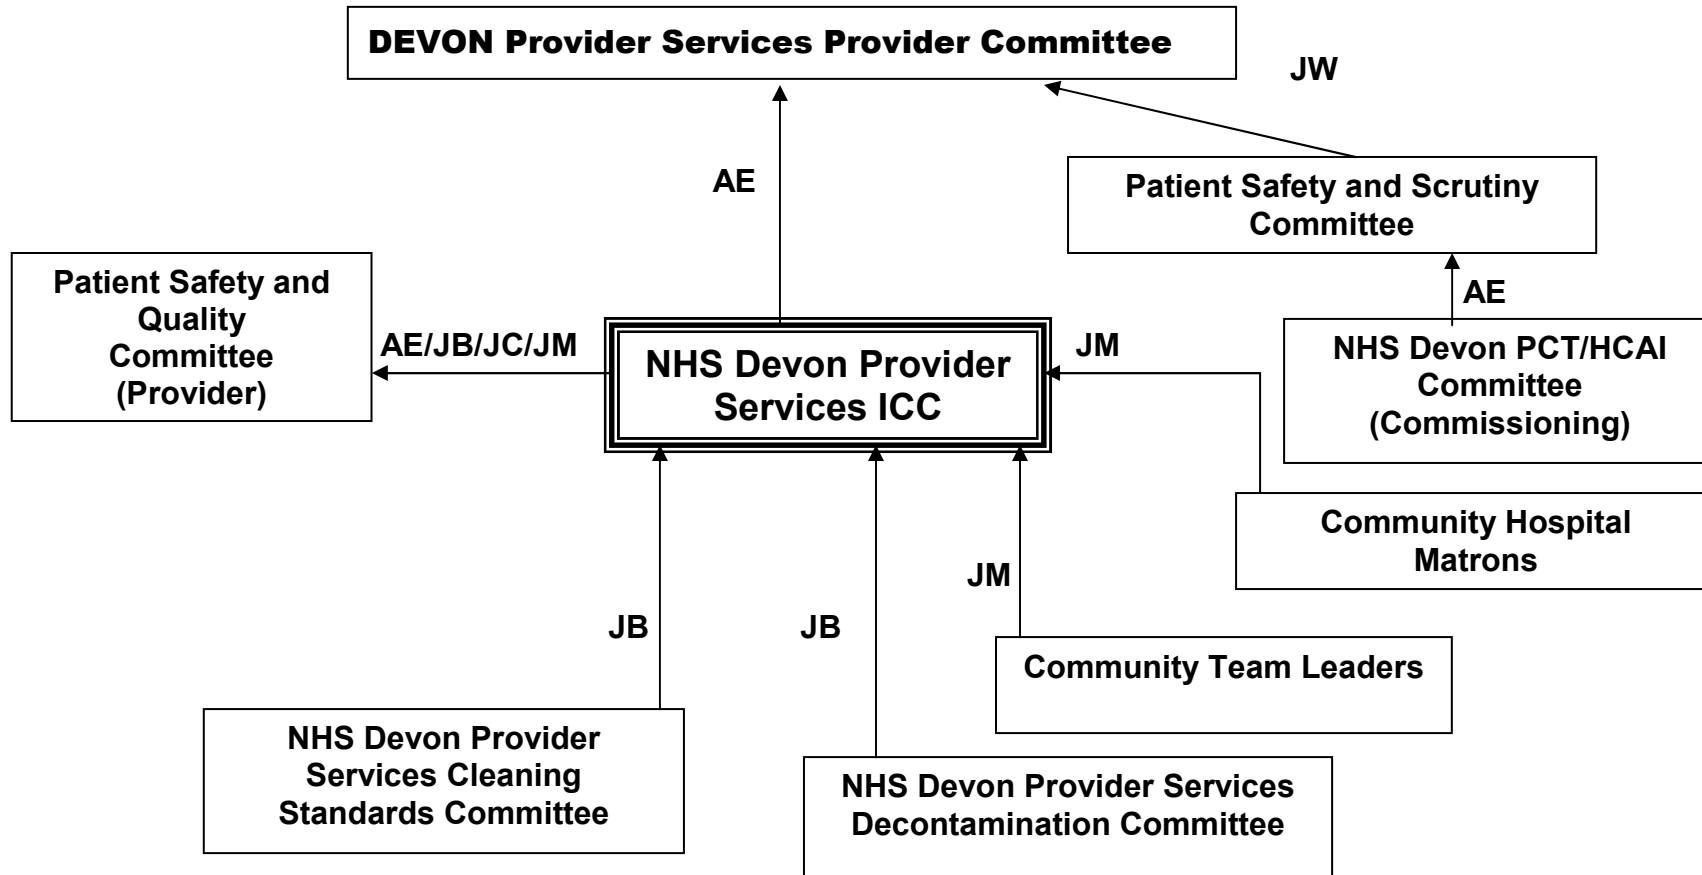 DEVON Provider Services Provider Committee
JW
AE
Patient Safety and Scrutiny
Committee
Patient Safety and
Quality
Committee
(Provider)
AE/JB/JC/JM
NHS Devon Provider
Services ICC
JM
AE
NHS Devon PCT/HCAI
Committee
(Commissioning)
Community Hospital
Matrons
JM
JB
JB
Community Team Leaders
NHS Devon Provider
Services Cleaning
Standards Committee
NHS Devon Provider Services
Decontamination Committee